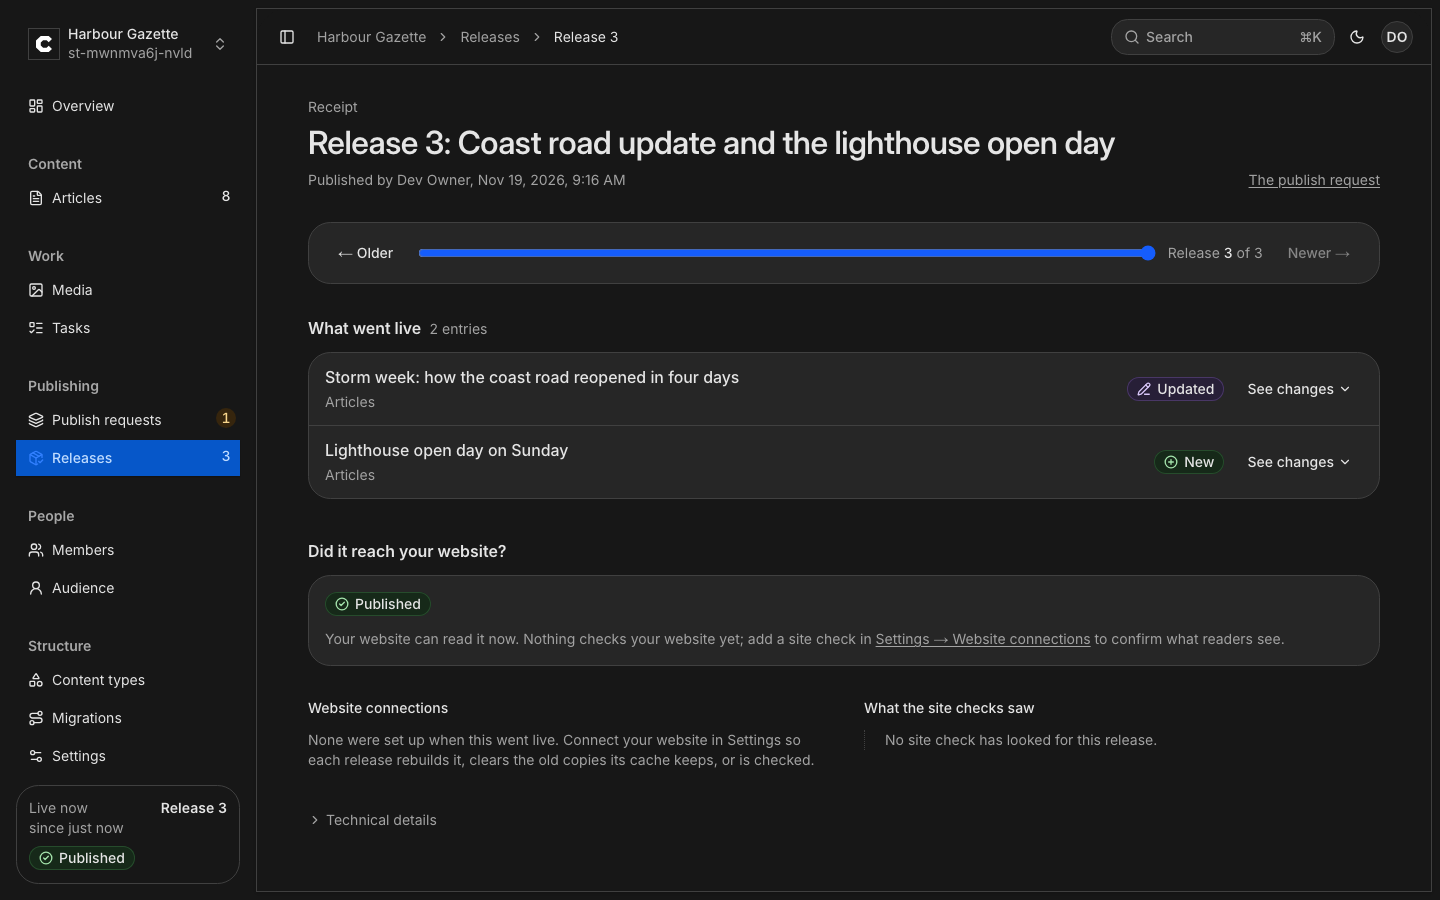 Harbour Gazette
st-mwnmva6j-nvld
Overview
Content
Articles 8
Work
Media
Tasks
Publishing
Publish requests 1
Releases 3
People
Members
Audience
Structure
Content types
Migrations
Settings
Live now Release 3
since just now
Published
Harbour Gazette > Releases > Release 3
Search ⌘K
DO
Receipt
Release 3: Coast road update and the lighthouse open day
Published by Dev Owner, Nov 19, 2026, 9:16 AM
The publish request
← Older Release 3 of 3 Newer →
What went live 2 entries
Storm week: how the coast road reopened in four days
Articles
Updated See changes
Lighthouse open day on Sunday
Articles
New See changes
Did it reach your website?
Published
Your website can read it now. Nothing checks your website yet; add a site check in Settings → Website connections to confirm what readers see.
Website connections
None were set up when this went live. Connect your website in Settings so
each release rebuilds it, clears the old copies its cache keeps, or is checked.
What the site checks saw
No site check has looked for this release.
Technical details